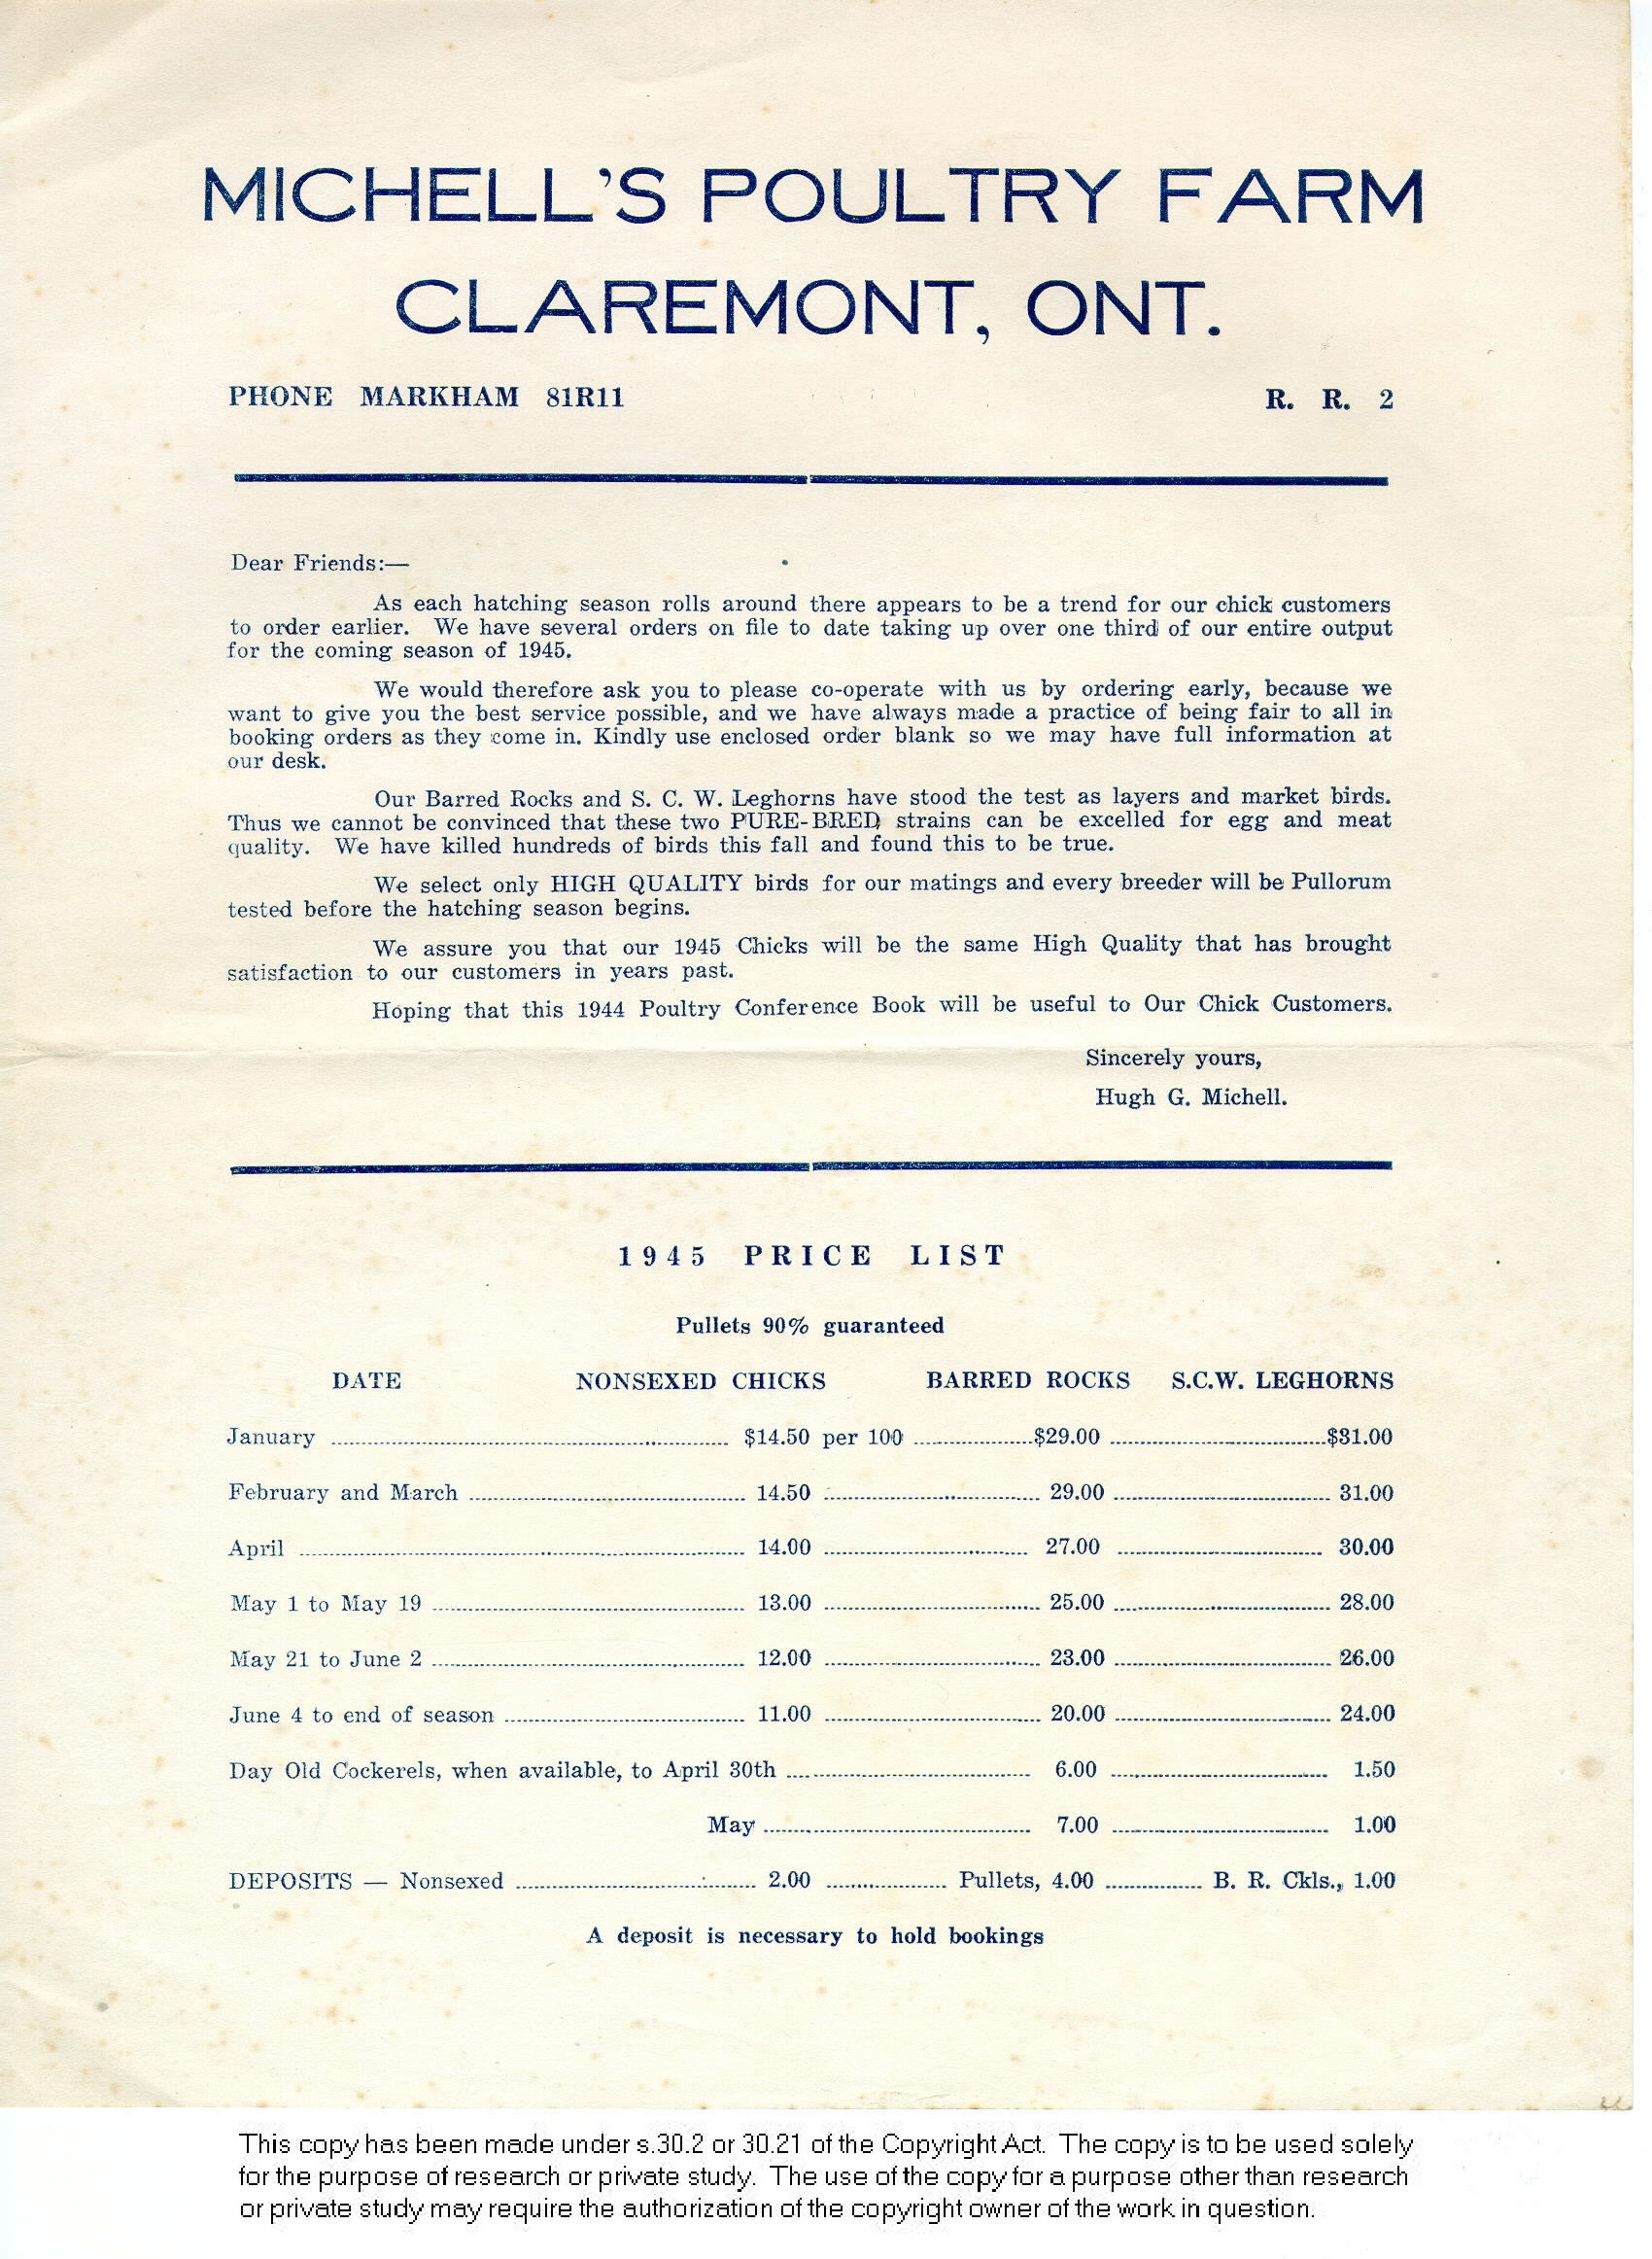 MICHELL'S POULTRY FARM
CLAREMONT, ONT.
PHONE MARKHAM 81R11 R. R. 2
Dear Friends:—
As each hatching season rolls around there appears to be a trend for our chick customers
to order earlier. We have several orders on file to date taking up over one third of our entire output
for the coming season of 1945.
We would therefore ask you to please co-operate with us by ordering early, because we
want to give you the best service possible, and we have always made a practice of being fair to all in
booking orders as they come in. Kindly use enclosed order blank so we may have full information at
our desk.
Our Barred Rocks and S. C. W. Leghorns have stood the test as layers and market birds.
Thus we cannot be convinced that these two PURE-BRED strains can be excelled for egg and meat
quality. We have killed hundreds of birds this fall and found this to be true.
We select only HIGH QUALITY birds for our matings and every breeder will be Pullorum
tested before the hatching season begins.
We assure you that our 1945 Chicks will be the same High Quality that has brought
satisfaction to our customers in years past.
Hoping that this 1944 Poultry Conference Book will be useful to Our Chick Customers.
Sincerely yours,
Hugh G. Michell.
1945 PRICE LIST
Pullets 90% guaranteed
DATE NONSEXED CHICKS BARRED ROCKS S.C.W. LEGHORNS
January ........ $14.50 per 100 ........ $29.00 ........ $31.00
February and March ........ 14.50 ........ 29.00 ........ 31.00
April ........ 14.00 ........ 27.00 ........ 30.00
May 1 to May 19 ........ 13.00 ........ 25.00 ........ 28.00
May 21 to June 2 ........ 12.00 ........ 23.00 ........ 26.00
June 4 to end of season ........ 11.00 ........ 20.00 ........ 24.00
Day Old Cockerels, when available, to April 30th ........ 6.00 ........ 1.50
May ........ 7.00 ........ 1.00
DEPOSITS — Nonsexed ........ 2.00 ........ Pullets, 4.00 ........ B. R. Ckls., 1.00
A deposit is necessary to hold bookings
This copy has been made under s.30.2 or 30.21 of the Copyright Act. The copy is to be used solely
for the purpose of research or private study. The use of the copy for a purpose other than research
or private study may require the authorization of the copyright owner of the work in question.